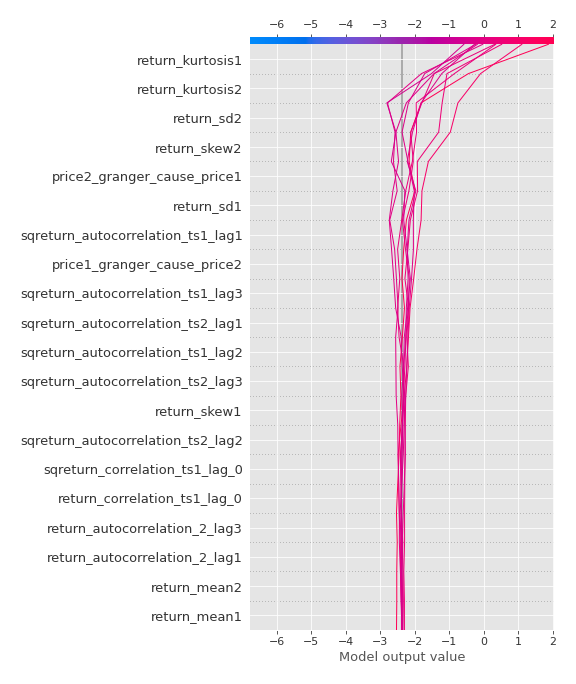 −6 −5 −4 −3 −2 −1 0 1 2
return_kurtosis1
return_kurtosis2
return_sd2
return_skew2
price2_granger_cause_price1
return_sd1
sqreturn_autocorrelation_ts1_lag1
price1_granger_cause_price2
sqreturn_autocorrelation_ts1_lag3
sqreturn_autocorrelation_ts2_lag1
sqreturn_autocorrelation_ts1_lag2
sqreturn_autocorrelation_ts2_lag3
return_skew1
sqreturn_autocorrelation_ts2_lag2
sqreturn_correlation_ts1_lag_0
return_correlation_ts1_lag_0
return_autocorrelation_2_lag3
return_autocorrelation_2_lag1
return_mean2
return_mean1
−6 −5 −4 −3 −2 −1 0 1 2
Model output value